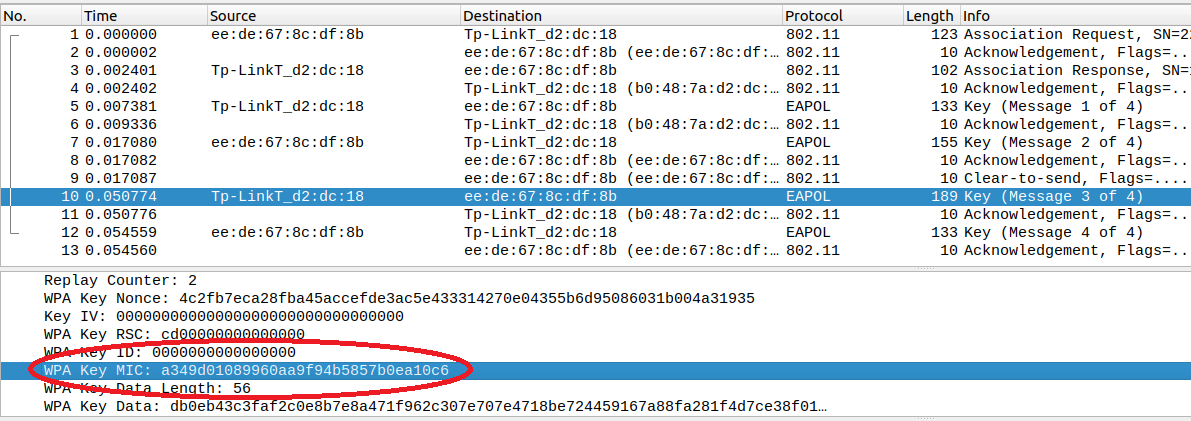 No. Time Source Destination Protocol Length Info
1 0.000000 ee:de:67:8c:df:8b Tp-LinkT_d2:dc:18 802.11 123 Association Request, SN=22
2 0.000002 ee:de:67:8c:df:8b (ee:de:67:8c:df:… 802.11 10 Acknowledgement, Flags=..
3 0.002401 Tp-LinkT_d2:dc:18 ee:de:67:8c:df:8b 802.11 102 Association Response, SN=
4 0.002402 Tp-LinkT_d2:dc:18 (b0:48:7a:d2:dc:… 802.11 10 Acknowledgement, Flags=..
5 0.007381 Tp-LinkT_d2:dc:18 ee:de:67:8c:df:8b EAPOL 133 Key (Message 1 of 4)
6 0.009336 Tp-LinkT_d2:dc:18 (b0:48:7a:d2:dc:… 802.11 10 Acknowledgement, Flags=..
7 0.017080 ee:de:67:8c:df:8b Tp-LinkT_d2:dc:18 EAPOL 155 Key (Message 2 of 4)
8 0.017082 ee:de:67:8c:df:8b (ee:de:67:8c:df:… 802.11 10 Acknowledgement, Flags=..
9 0.017090 ee:de:67:8c:df:8b (ee:de:67:8c:df:… 802.11 10 Clear-to-send, Flags=....
10 0.050774 Tp-LinkT_d2:dc:18 ee:de:67:8c:df:8b EAPOL 189 Key (Message 3 of 4)
11 0.050776 Tp-LinkT_d2:dc:18 (b0:48:7a:d2:dc:… 802.11 10 Acknowledgement, Flags=..
12 0.054559 ee:de:67:8c:df:8b Tp-LinkT_d2:dc:18 EAPOL 133 Key (Message 4 of 4)
13 0.054560 ee:de:67:8c:df:8b (ee:de:67:8c:df:… 802.11 10 Acknowledgement, Flags=..
Replay Counter: 2
WPA Key Nonce: 4c2fb7eca28fba45accefde3ac5e433314270e04355b6d95086031b004a31935
Key IV: 00000000000000000000000000000000
WPA Key RSC: cd00000000000000
WPA Key ID: 0000000000000000
WPA Key MIC: a349d01089960aa9f94b5857b0ea10c6
WPA Key Data Length: 56
WPA Key Data: db0eb43c3faf2c0e8b7e8a471f962c307e707e4718be724459167a88fa281f4d7ce38f01…